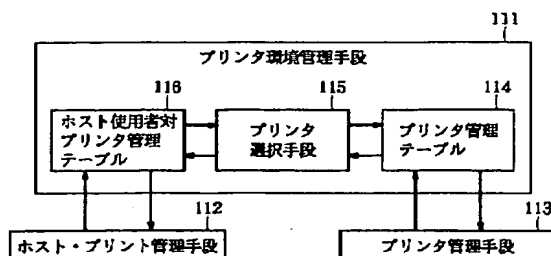 111
プリンタ環境管理手段
116
115
114
ホスト使用者対
プリンタ管理
テーブル
プリンタ
選択手段
プリンタ管理
テーブル
112
113
ホスト・プリント管理手段
プリンタ管理手段